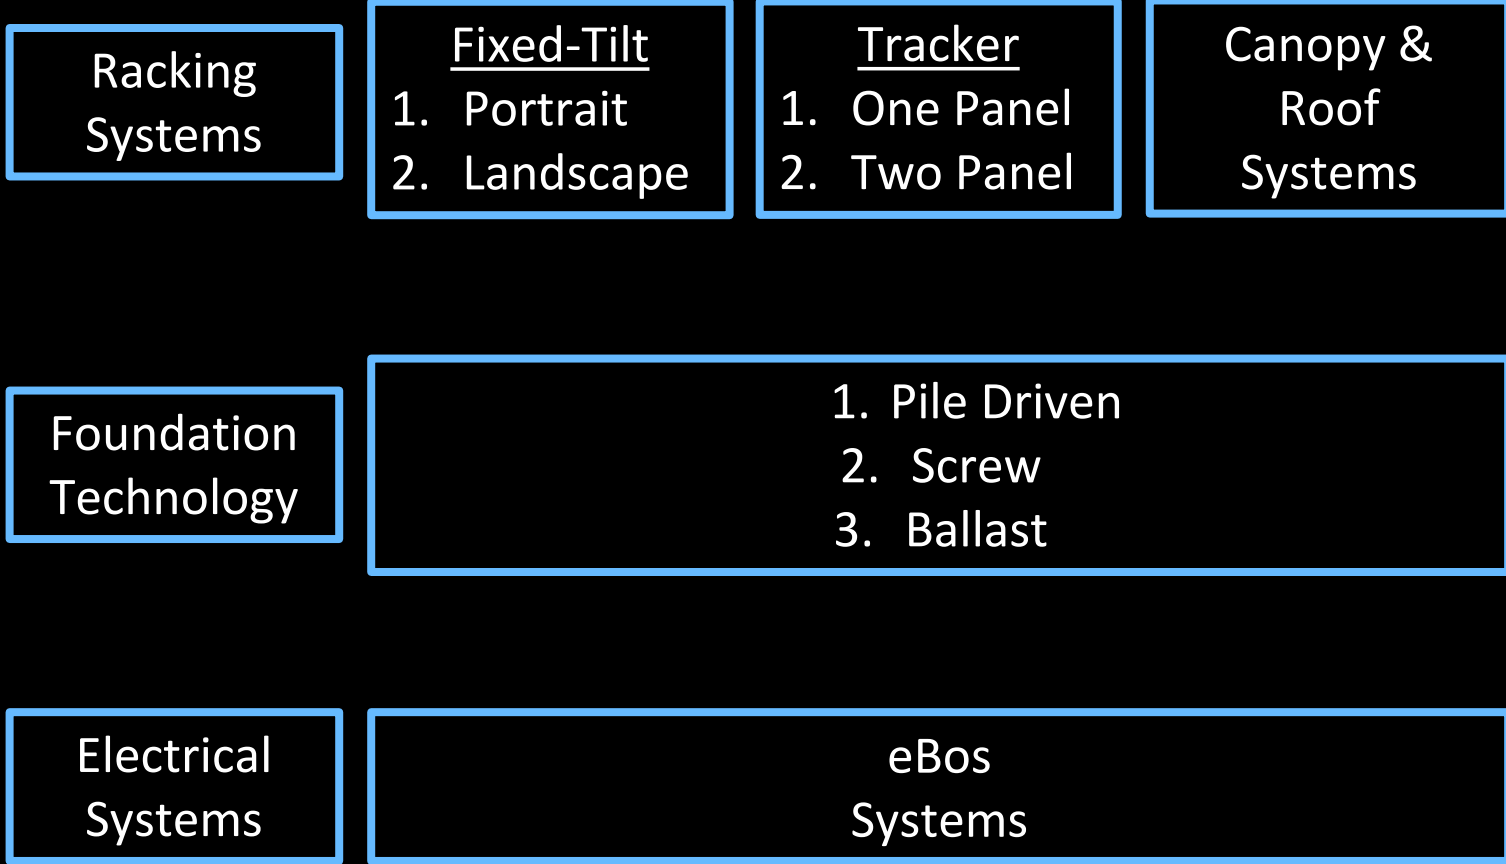 Racking
Systems
Fixed-Tilt
1. Portrait
2. Landscape
Tracker
1. One Panel
2. Two Panel
Canopy &
Roof
Systems
Foundation
Technology
1. Pile Driven
2. Screw
3. Ballast
Electrical
Systems
eBos
Systems